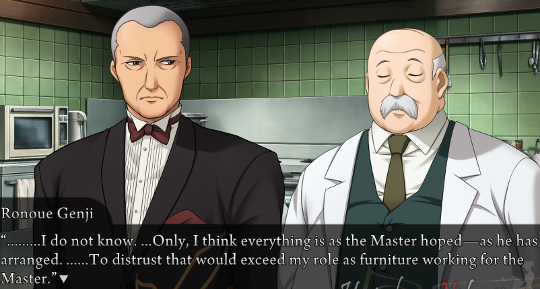 Ronoue Genji
“.........I do not know. ...Only, I think everything is as the Master hoped—as he has
arranged. ......To distrust that would exceed my role as furniture working for the
Master.”▼